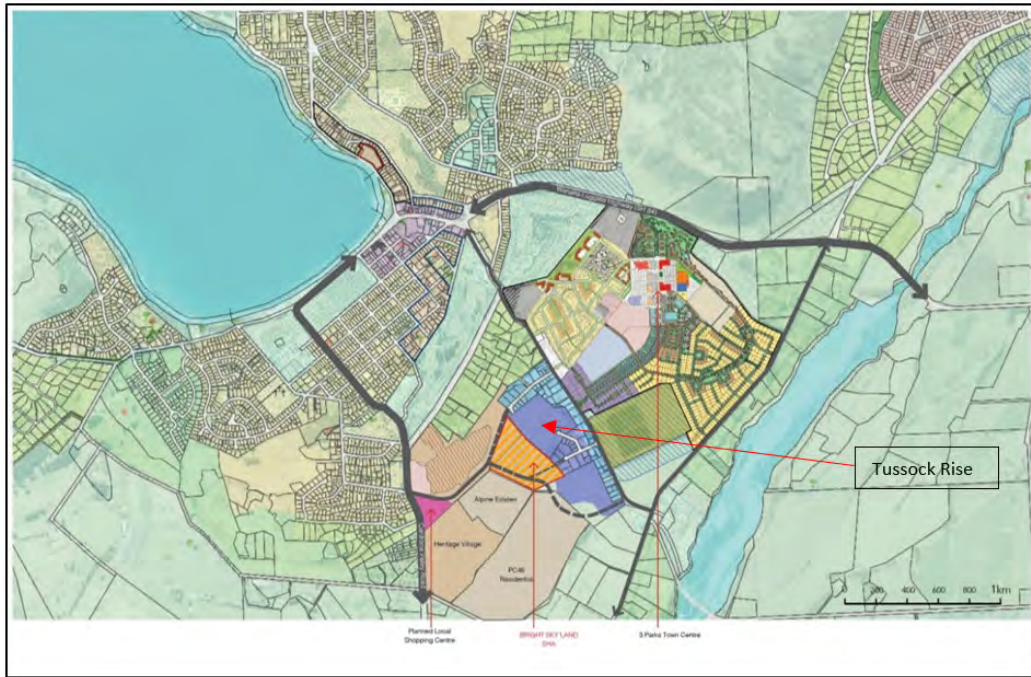 Tussock Rise
Alpine Estates
Heritage Village
PC46
Residential
0 200 400 600 800 1km
Planned Local
Shopping Centre
BRIGHT SKY LAND
SHA
3 Parks Town Centre